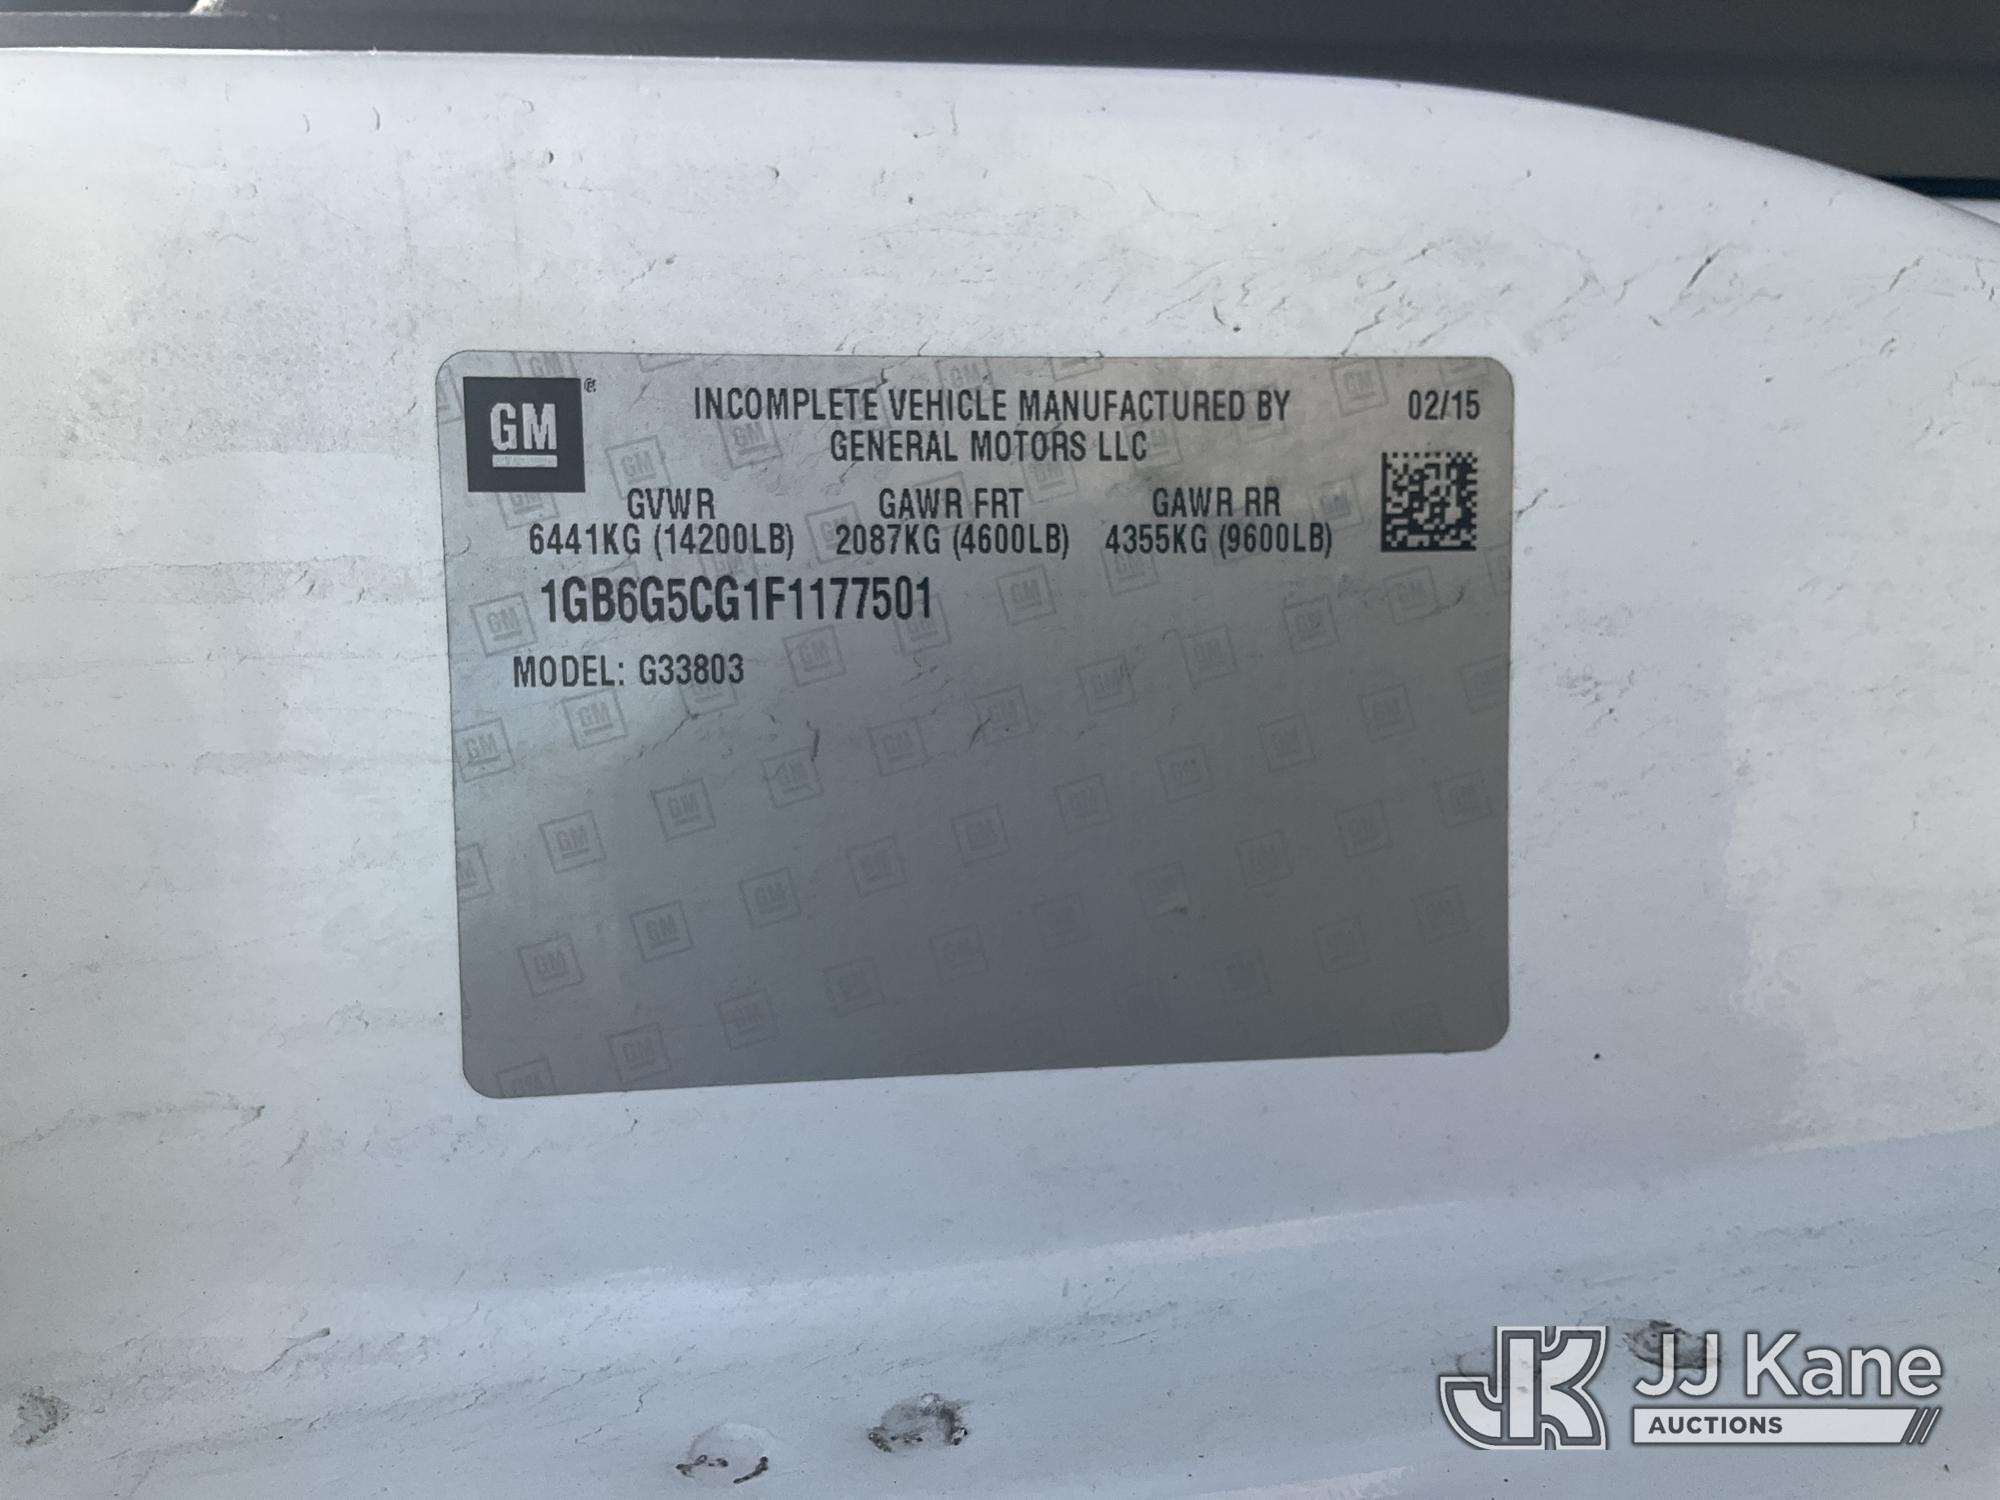 GM ®
INCOMPLETE VEHICLE MANUFACTURED BY
GENERAL MOTORS LLC
02/15
GVWR GAWR FRT GAWR RR
6441KG (14200LB) 2087KG (4600LB) 4355KG (9600LB)
1GB6G5CG1F1177501
MODEL: G33803
JK JJ Kane
AUCTIONS